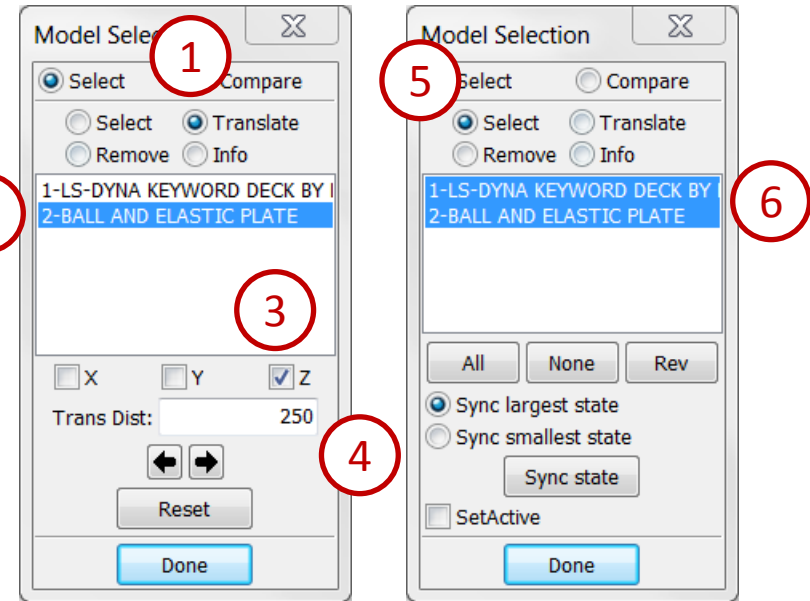 Model Selec
1
Select
Compare
Select
Translate
Remove
Info
1-LS-DYNA KEYWORD DECK BY
2-BALL AND ELASTIC PLATE
3
X
Y
Z
Trans Dist:
250
4
Reset
Done
Model Selection
5
Select
Compare
Select
Translate
Remove
Info
1-LS-DYNA KEYWORD DECK BY
2-BALL AND ELASTIC PLATE
6
All
None
Rev
Sync largest state
Sync smallest state
Sync state
SetActive
Done